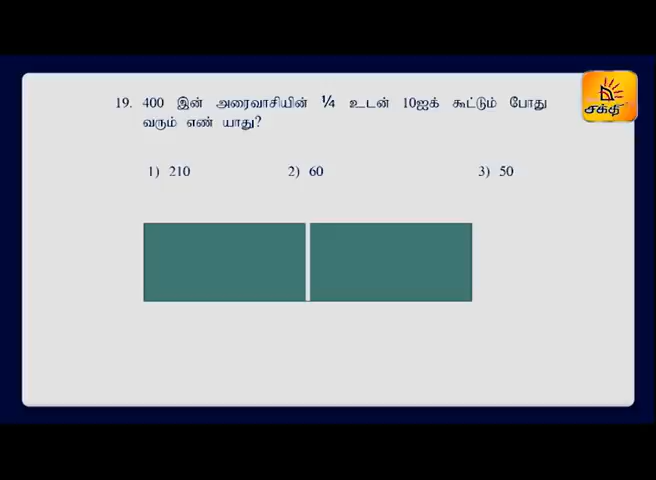 19. 400 இன் அரைவாசியின் ¼ உடன் 10ஐக் கூட்டும் போது
வரும் எண் யாது?
1) 210 2) 60 3) 50
சக்தி